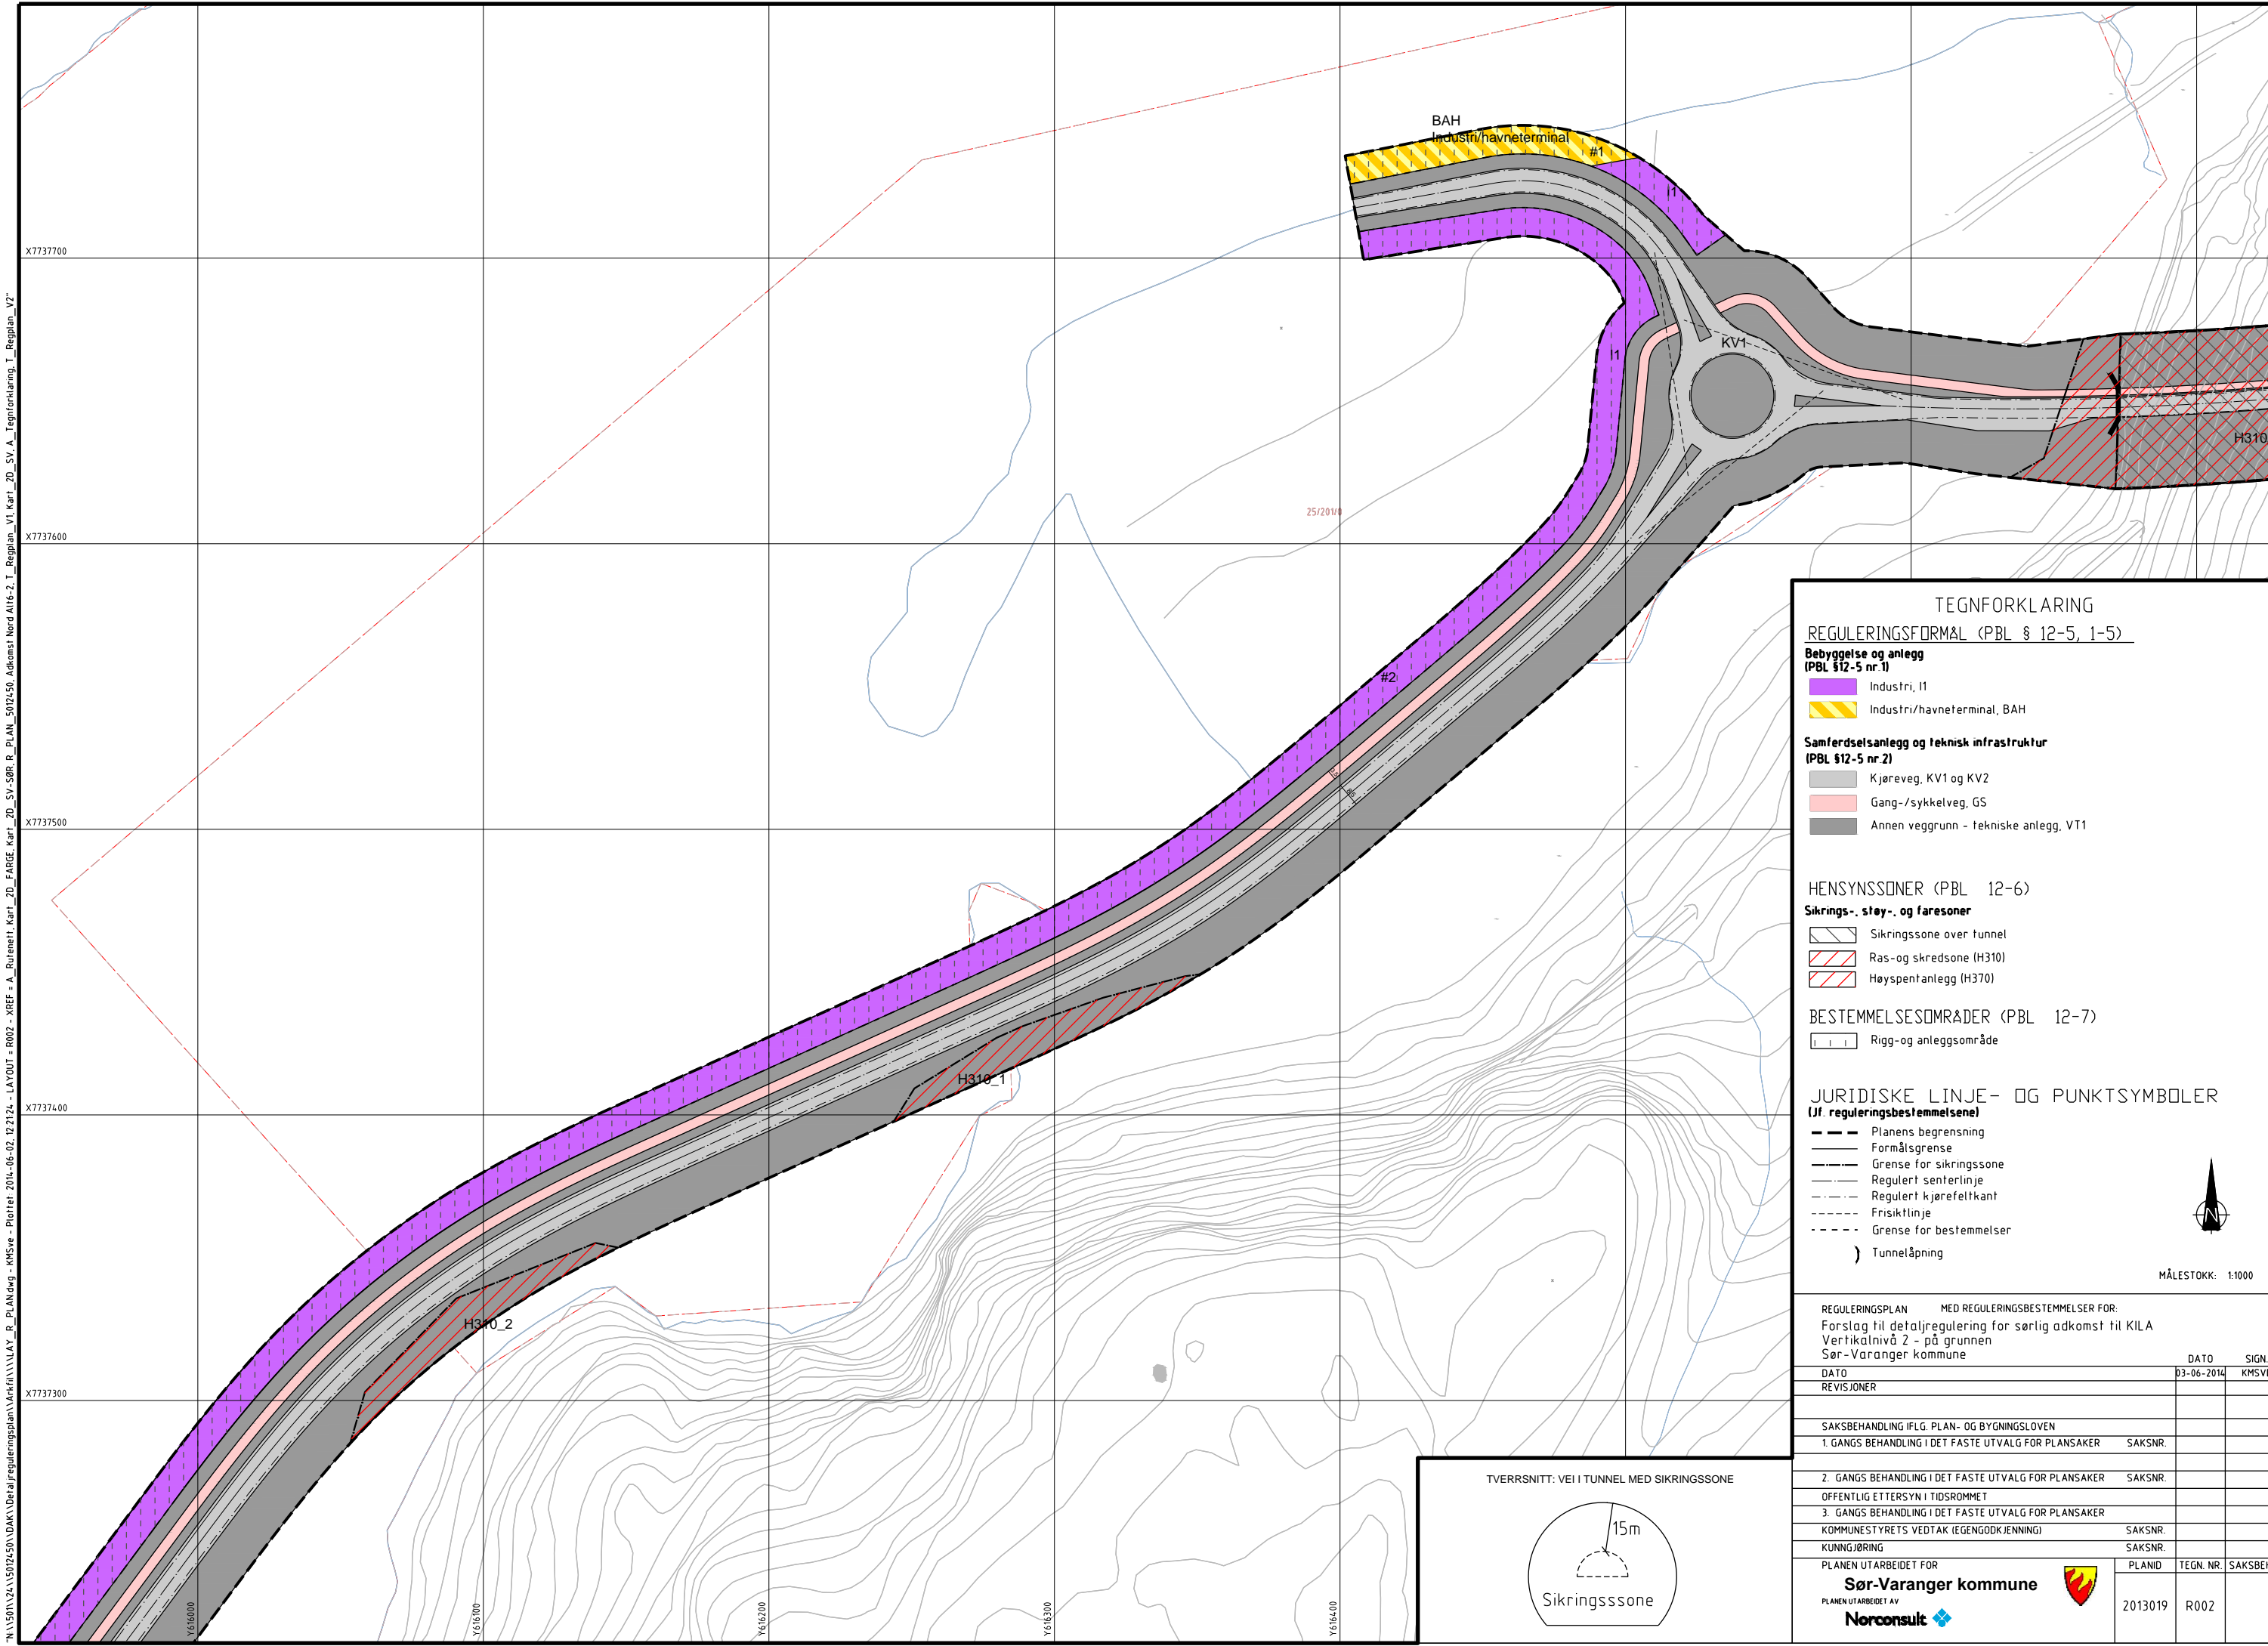 BAH
Industri/havneterminal
#1
I1
X7737700
KV1
I1
H310
25/201/0
X7737600
#2
X7737500
H310_1
X7737400
H310_2
X7737300
Y616000
Y616100
Y616200
Y616300
Y616400
TEGNFORKLARING
REGULERINGSFORMÅL (PBL § 12-5, 1-5)
Bebyggelse og anlegg
(PBL §12-5 nr.1)
Industri, I1
Industri/havneterminal, BAH
Samferdselsanlegg og teknisk infrastruktur
(PBL §12-5 nr.2)
Kjøreveg, KV1 og KV2
Gang-/sykkelveg, GS
Annen veggrunn - tekniske anlegg, VT1
HENSYNSSONER (PBL 12-6)
Sikrings-, støy-, og faresoner
Sikringssone over tunnel
Ras-og skredsone (H310)
Høyspentanlegg (H370)
BESTEMMELSESOMRÅDER (PBL 12-7)
Rigg-og anleggsområde
JURIDISKE LINJE- OG PUNKTSYMBOLER
(Jf. reguleringsbestemmelsene)
Planens begrensning
Formålsgrense
Grense for sikringssone
Regulert senterlinje
Regulert kjørefeltkant
Frisiktlinje
Grense for bestemmelser
Tunnelåpning
N
MÅLESTOKK: 1:1000
REGULERINGSPLAN MED REGULERINGSBESTEMMELSER FOR:
Forslag til detaljregulering for sørlig adkomst til KILA
Vertikalnivå 2 - på grunnen
Sør-Varanger kommune
DATO SIGN.
DATO 03-06-2014 KMSV
REVISJONER
SAKSBEHANDLING IFLG. PLAN- OG BYGNINGSLOVEN
1. GANGS BEHANDLING I DET FASTE UTVALG FOR PLANSAKER SAKSNR.
2. GANGS BEHANDLING I DET FASTE UTVALG FOR PLANSAKER SAKSNR.
OFFENTLIG ETTERSYN I TIDSROMMET
3. GANGS BEHANDLING I DET FASTE UTVALG FOR PLANSAKER
KOMMUNESTYRETS VEDTAK (EGENGODKJENNING) SAKSNR.
KUNNGJØRING SAKSNR.
PLANEN UTARBEIDET FOR
Sør-Varanger kommune
PLANEN UTARBEIDET AV
Norconsult
PLANID TEGN. NR. SAKSBEH
2013019 R002
TVERRSNITT: VEI I TUNNEL MED SIKRINGSSONE
15m
Sikringsssone